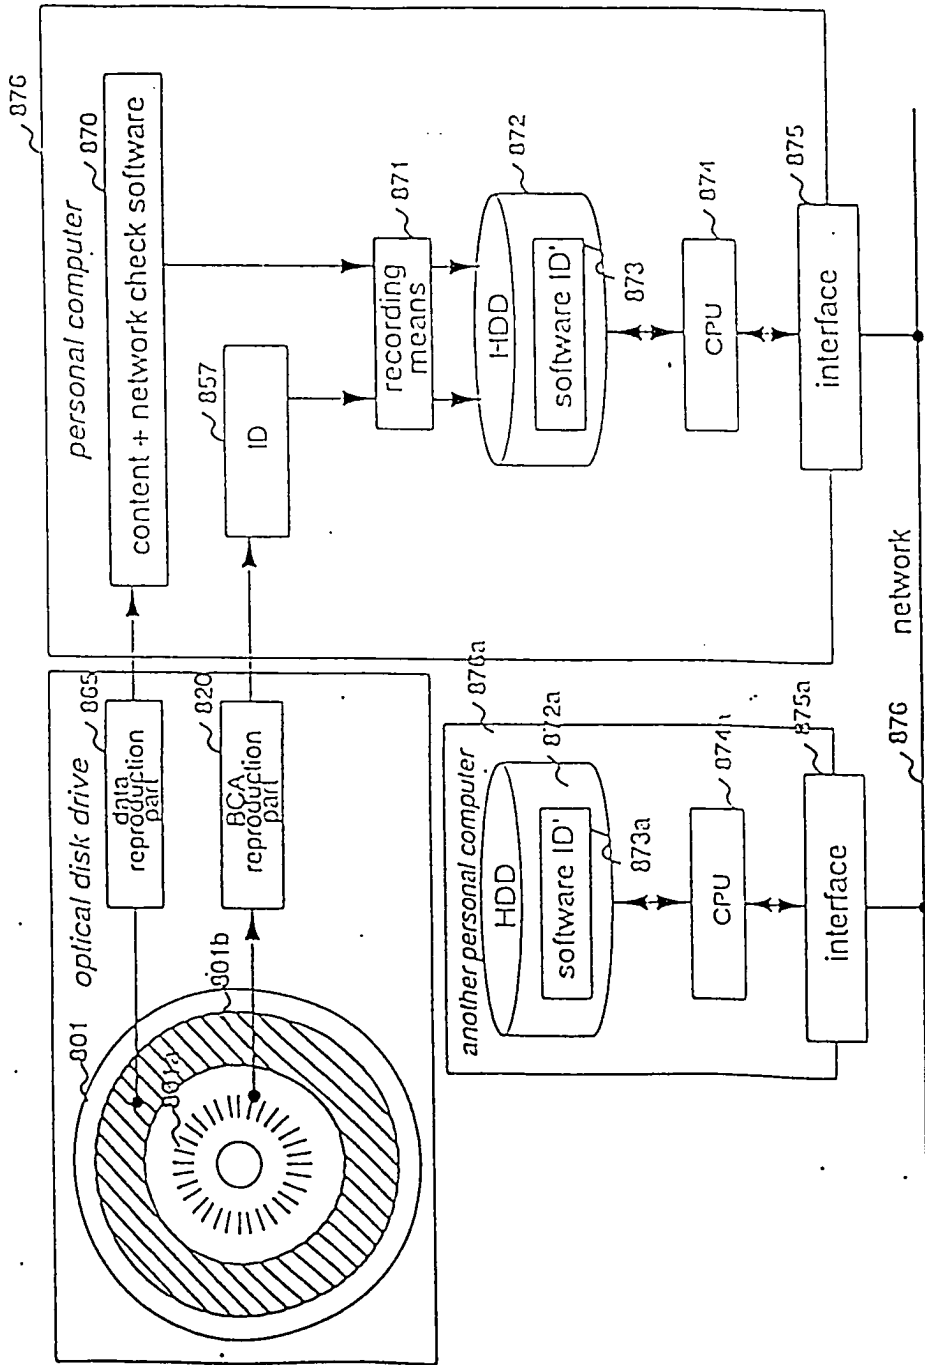 optical disk drive
801
801b
801a
865
data
reproduction
part
820
BCA
reproduction
part
876
personal computer
870
content + network check software
857
ID
871
recording
means
872
HDD
software ID'
873
874
CPU
875
interface
another personal computer
876a
HDD
872a
software ID'
873a
874a
CPU
875a
interface
network
876